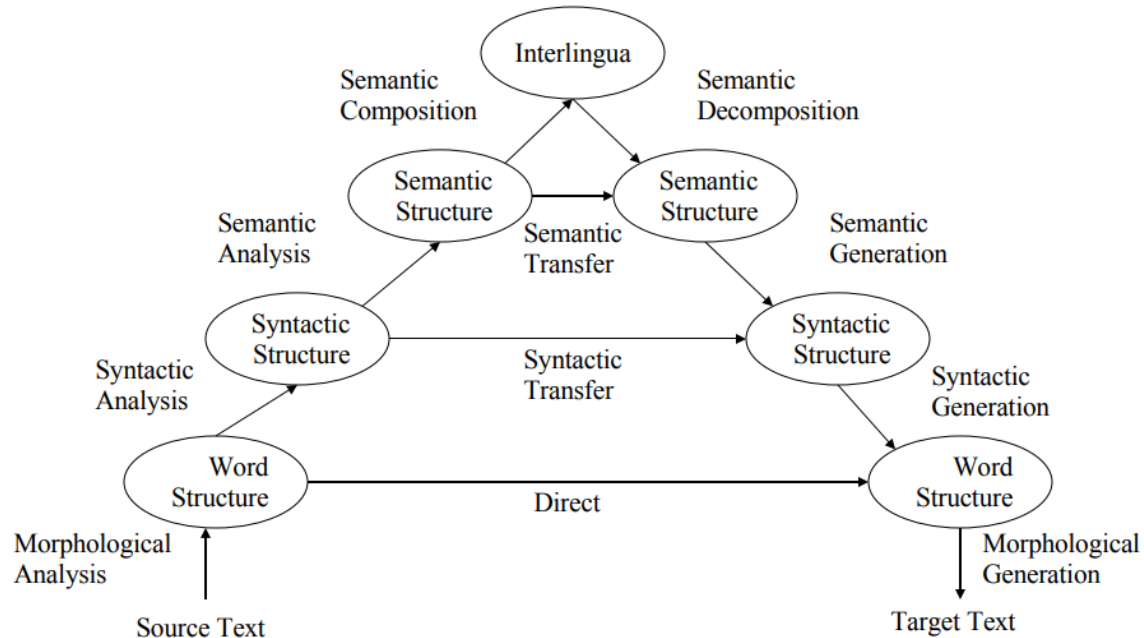 Interlingua
Semantic
Composition
Semantic
Decomposition
Semantic
Structure
Semantic
Structure
Semantic
Analysis
Semantic
Transfer
Semantic
Generation
Syntactic
Structure
Syntactic
Structure
Syntactic
Analysis
Syntactic
Transfer
Syntactic
Generation
Word
Structure
Word
Structure
Direct
Morphological
Analysis
Morphological
Generation
Source Text
Target Text